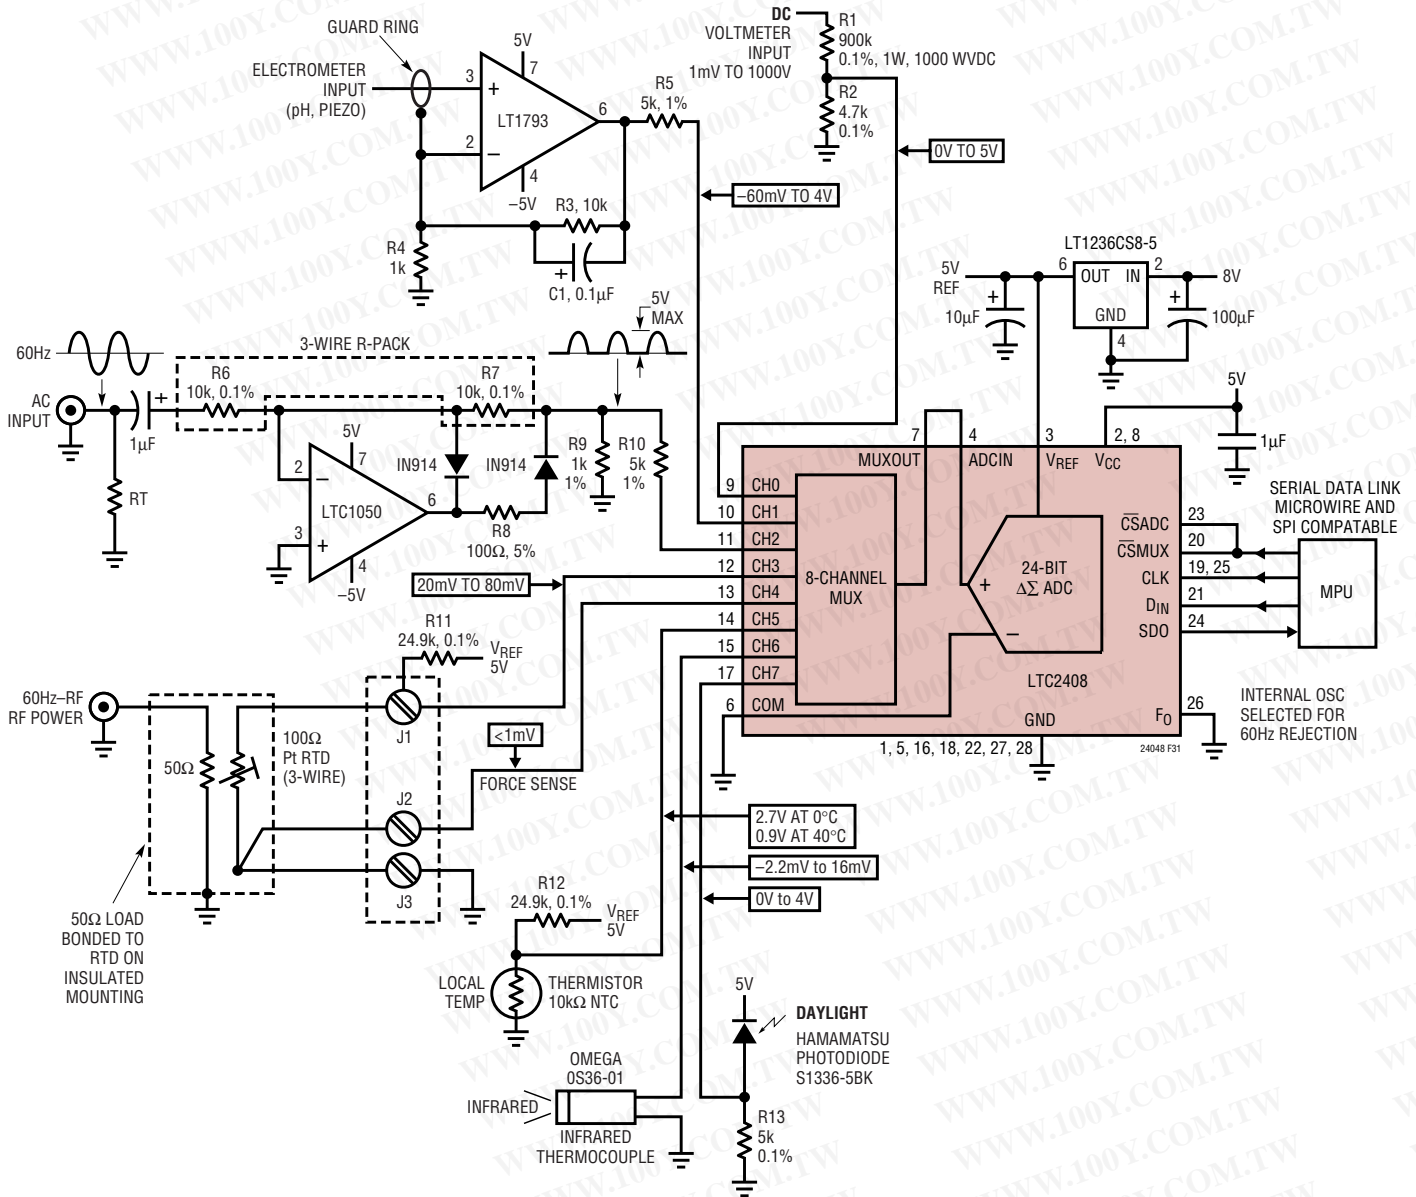 GUARD RING
ELECTROMETER
INPUT
(pH, PIEZO)
5V
7
3
+
LT1793
2
–
6
4
–5V
R5
5k, 1%
R3, 10k
+
C1, 0.1µF
R4
1k
DC
VOLTMETER
INPUT
1mV TO 1000V
R1
900k
0.1%, 1W, 1000 WVDC
R2
4.7k
0.1%
0V TO 5V
–60mV TO 4V
LT1236CS8-5
5V
REF
6
OUT
IN
2
8V
+
10µF
GND
4
+
100µF
60Hz
AC
INPUT
+
1µF
RT
3-WIRE R-PACK
R6
10k, 0.1%
R7
10k, 0.1%
5V
MAX
5V
7
2
–
LTC1050
3
+
6
4
–5V
IN914
IN914
R8
100Ω, 5%
R9
1k
1%
R10
5k
1%
5V
1µF
7
4
3
2, 8
MUXOUT
ADCIN
VREF
VCC
9
CH0
10
CH1
11
CH2
12
CH3
13
CH4
14
CH5
15
CH6
17
CH7
6
COM
8-CHANNEL
MUX
+
24-BIT
ΔΣ ADC
–
LTC2408
GND
1, 5, 16, 18, 22, 27, 28
23
CSADC
20
CSMUX
19, 25
CLK
21
DIN
24
SDO
26
FO
24048 F31
SERIAL DATA LINK
MICROWIRE AND
SPI COMPATABLE
MPU
INTERNAL OSC
SELECTED FOR
60Hz REJECTION
20mV TO 80mV
R11
24.9k, 0.1%
VREF
5V
60Hz–RF
RF POWER
50Ω
100Ω
Pt RTD
(3-WIRE)
J1
J2
J3
<1mV
FORCE SENSE
50Ω LOAD
BONDED TO
RTD ON
INSULATED
MOUNTING
2.7V AT 0°C
0.9V AT 40°C
–2.2mV to 16mV
0V to 4V
R12
24.9k, 0.1%
VREF
5V
LOCAL
TEMP
THERMISTOR
10kΩ NTC
5V
DAYLIGHT
HAMAMATSU
PHOTODIODE
S1336-5BK
OMEGA
0S36-01
INFRARED
INFRARED
THERMOCOUPLE
R13
5k
0.1%
WWW.100Y.COM.TW